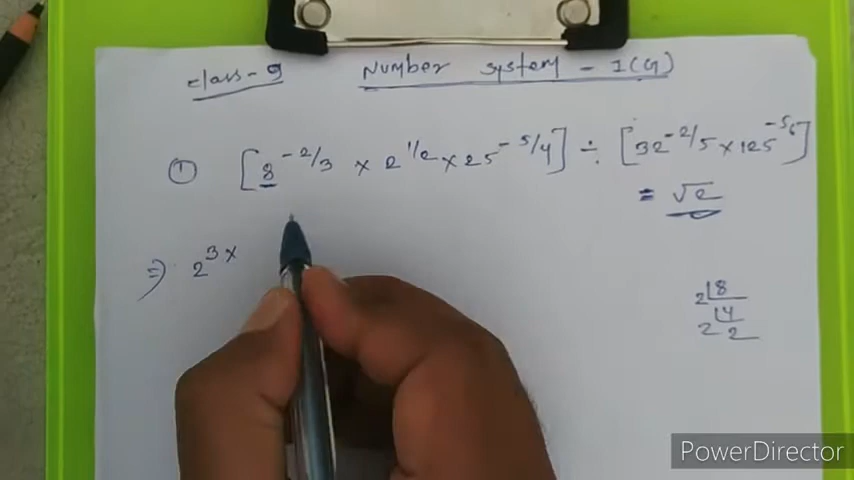 class-9 Number system - I(G)
① [8^-2/3 × 2^1/2 × 25^-5/4] ÷ [32^-2/5 × 125^-5/6]
= √2
⇒ 2^3×
2|8
2|4
2
PowerDirector